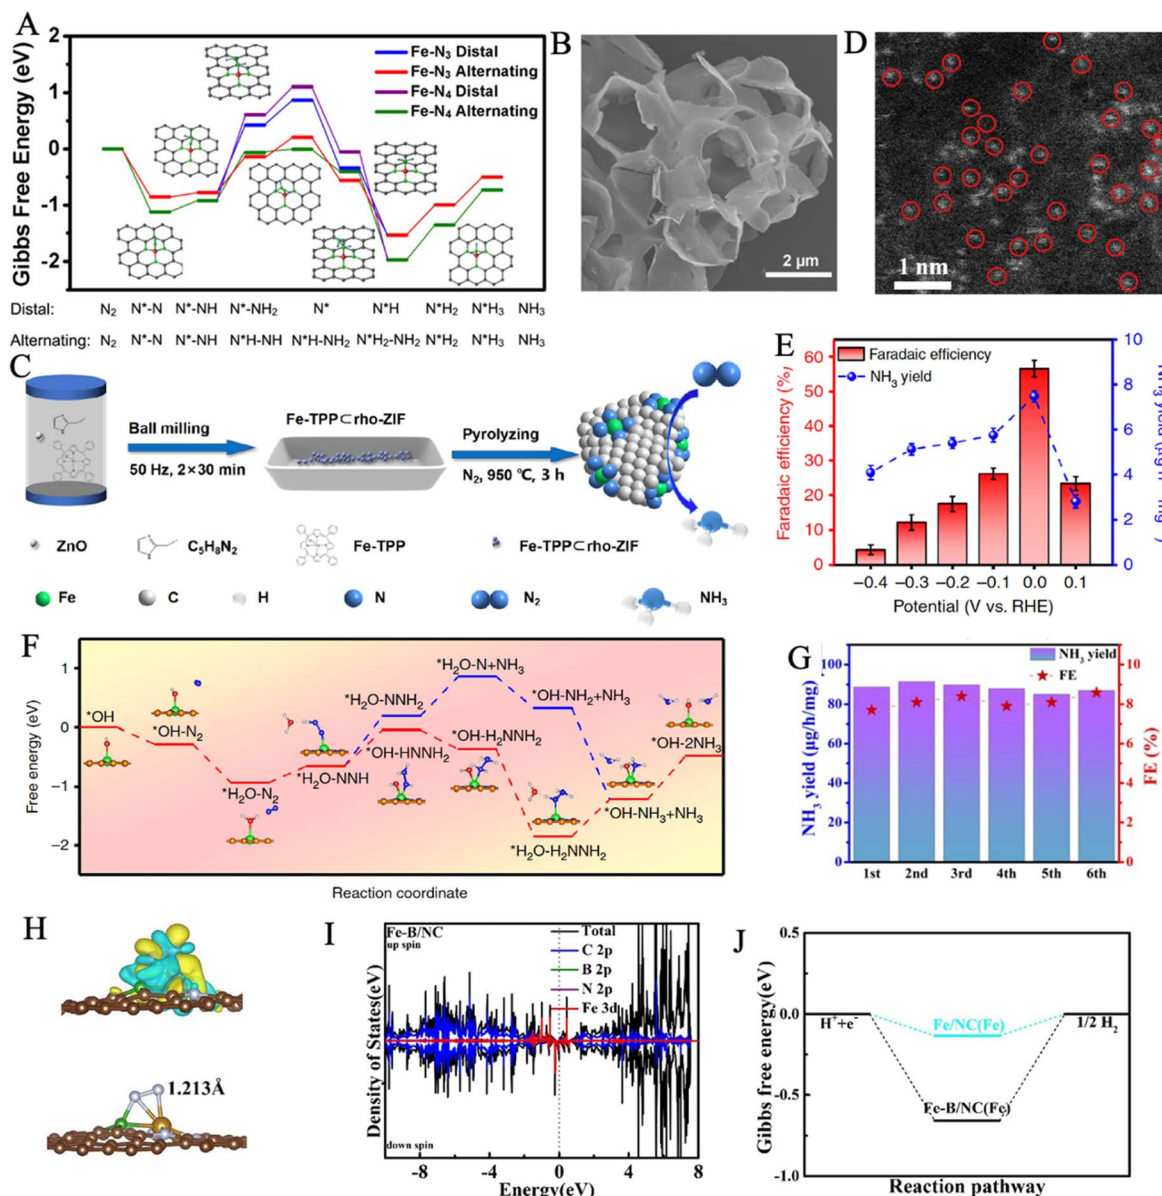 A
2
1
0
-1
-2
Gibbs Free Energy (eV)
Fe-N3 Distal
Fe-N3 Alternating
Fe-N4 Distal
Fe-N4 Alternating
Distal: N2 N*-N N*-NH N*-NH2 N* N*H N*H2 N*H3 NH3
Alternating: N2 N*-N N*-NH N*H-NH N*H-NH2 N*H2-NH2 N*H2 N*H3 NH3
B
2 µm
D
1 nm
C
Ball milling
50 Hz, 2×30 min
Fe-TPP⊂rho-ZIF
Pyrolyzing
N2, 950 ℃, 3 h
ZnO
C5H8N2
Fe-TPP
Fe-TPP⊂rho-ZIF
Fe
C
H
N
N2
NH3
E
Faradaic efficiency
NH3 yield
Faradaic efficiency (%)
60
50
40
30
20
10
0
10
8
6
4
2
0
−0.4 −0.3 −0.2 −0.1 0.0 0.1
Potential (V vs. RHE)
F
Free energy (eV)
1
0
−1
−2
*OH
*OH-N2
*H2O-N2
*H2O-NNH
*H2O-NNH2
*OH-HNNH2
*H2O-N+NH3
*OH-H2NNH2
*OH-NH2+NH3
*H2O-H2NNH2
*OH-NH3+NH3
*OH-2NH3
Reaction coordinate
G
NH3 yield
FE
NH3 yield (µg/h/mg)
100
80
60
40
20
0
10
8
6
4
2
0
FE (%)
1st 2nd 3rd 4th 5th 6th
H
1.213Å
I
Fe-B/NC
up spin
Total
C 2p
B 2p
N 2p
Fe 3d
down spin
Density of States(eV)
-8 -4 0 4 8
Energy(eV)
J
0.5
0.0
-0.5
-1.0
Gibbs free energy(eV)
H++e-
Fe/NC(Fe)
1/2 H2
Fe-B/NC(Fe)
Reaction pathway